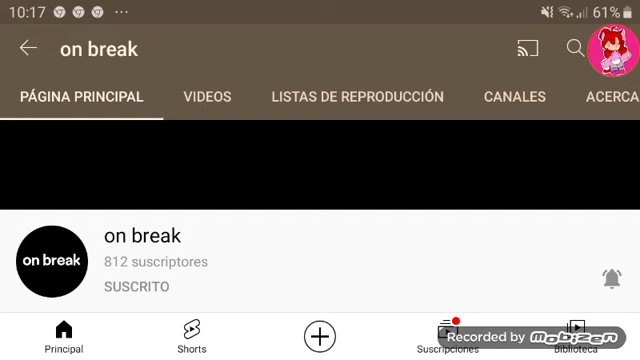 10:17
61%
on break
PÁGINA PRINCIPAL VIDEOS LISTAS DE REPRODUCCIÓN CANALES ACERCA
on break
on break
812 suscriptores
SUSCRITO
Principal Shorts Suscripciones Biblioteca
Recorded by Mobizen